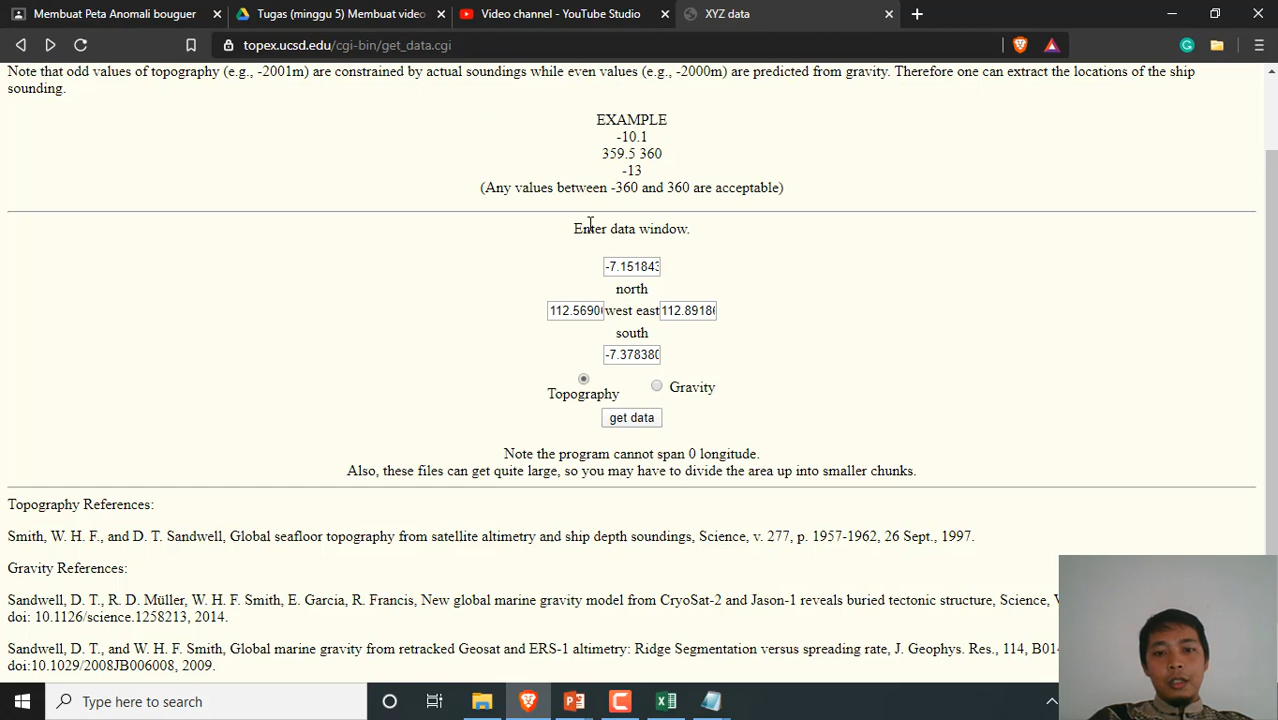 Membuat Peta Anomali bouguer
Tugas (minggu 5) Membuat video
Video channel - YouTube Studio
XYZ data
topex.ucsd.edu/cgi-bin/get_data.cgi
Note that odd values of topography (e.g., -2001m) are constrained by actual soundings while even values (e.g., -2000m) are predicted from gravity. Therefore one can extract the locations of the ship
sounding.
EXAMPLE
-10.1
359.5 360
-13
(Any values between -360 and 360 are acceptable)
Enter data window.
-7.151843
north
112.5690 west east 112.8918
south
-7.378380
Topography
Gravity
get data
Note the program cannot span 0 longitude.
Also, these files can get quite large, so you may have to divide the area up into smaller chunks.
Topography References:
Smith, W. H. F., and D. T. Sandwell, Global seafloor topography from satellite altimetry and ship depth soundings, Science, v. 277, p. 1957-1962, 26 Sept., 1997.
Gravity References:
Sandwell, D. T., R. D. Müller, W. H. F. Smith, E. Garcia, R. Francis, New global marine gravity model from CryoSat-2 and Jason-1 reveals buried tectonic structure, Science,
doi: 10.1126/science.1258213, 2014.
Sandwell, D. T., and W. H. F. Smith, Global marine gravity from retracked Geosat and ERS-1 altimetry: Ridge Segmentation versus spreading rate, J. Geophys. Res., 114, B01
doi:10.1029/2008JB006008, 2009.
Type here to search